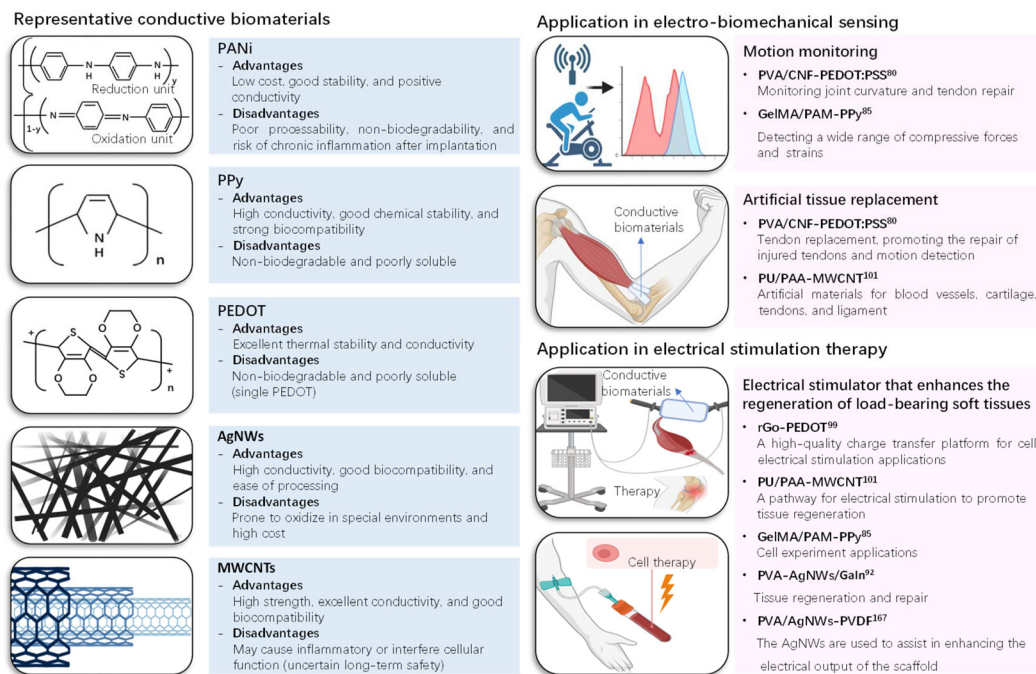 Representative conductive biomaterials
N
H
N
H
y
Reduction unit
N
N
1-y
Oxidation unit
PANi
- Advantages
Low cost, good stability, and positive
conductivity
- Disadvantages
Poor processability, non-biodegradability, and
risk of chronic inflammation after implantation
N
H
n
PPy
- Advantages
High conductivity, good chemical stability, and
strong biocompatibility
- Disadvantages
Non-biodegradable and poorly soluble
O
O
+
S
S
+
O
O
n
PEDOT
- Advantages
Excellent thermal stability and conductivity
- Disadvantages
Non-biodegradable and poorly soluble
(single PEDOT)
AgNWs
- Advantages
High conductivity, good biocompatibility, and
ease of processing
- Disadvantages
Prone to oxidize in special environments and
high cost
MWCNTs
- Advantages
High strength, excellent conductivity, and good
biocompatibility
- Disadvantages
May cause inflammatory or interfere cellular
function (uncertain long-term safety)
Application in electro-biomechanical sensing
Motion monitoring
• PVA/CNF-PEDOT:PSS80
Monitoring joint curvature and tendon repair
• GelMA/PAM-PPy85
Detecting a wide range of compressive forces
and strains
Conductive
biomaterials
Artificial tissue replacement
• PVA/CNF-PEDOT:PSS80
Tendon replacement, promoting the repair of
injured tendons and motion detection
• PU/PAA-MWCNT101
Artificial materials for blood vessels, cartilage,
tendons, and ligament
Application in electrical stimulation therapy
Conductive
biomaterials
Therapy
Cell therapy
Electrical stimulator that enhances the
regeneration of load-bearing soft tissues
• rGo-PEDOT99
A high-quality charge transfer platform for cell
electrical stimulation applications
• PU/PAA-MWCNT101
A pathway for electrical stimulation to promote
tissue regeneration
• GelMA/PAM-PPy85
Cell experiment applications
• PVA-AgNWs/GaIn92
Tissue regeneration and repair
• PVA/AgNWs-PVDF167
The AgNWs are used to assist in enhancing the
electrical output of the scaffold